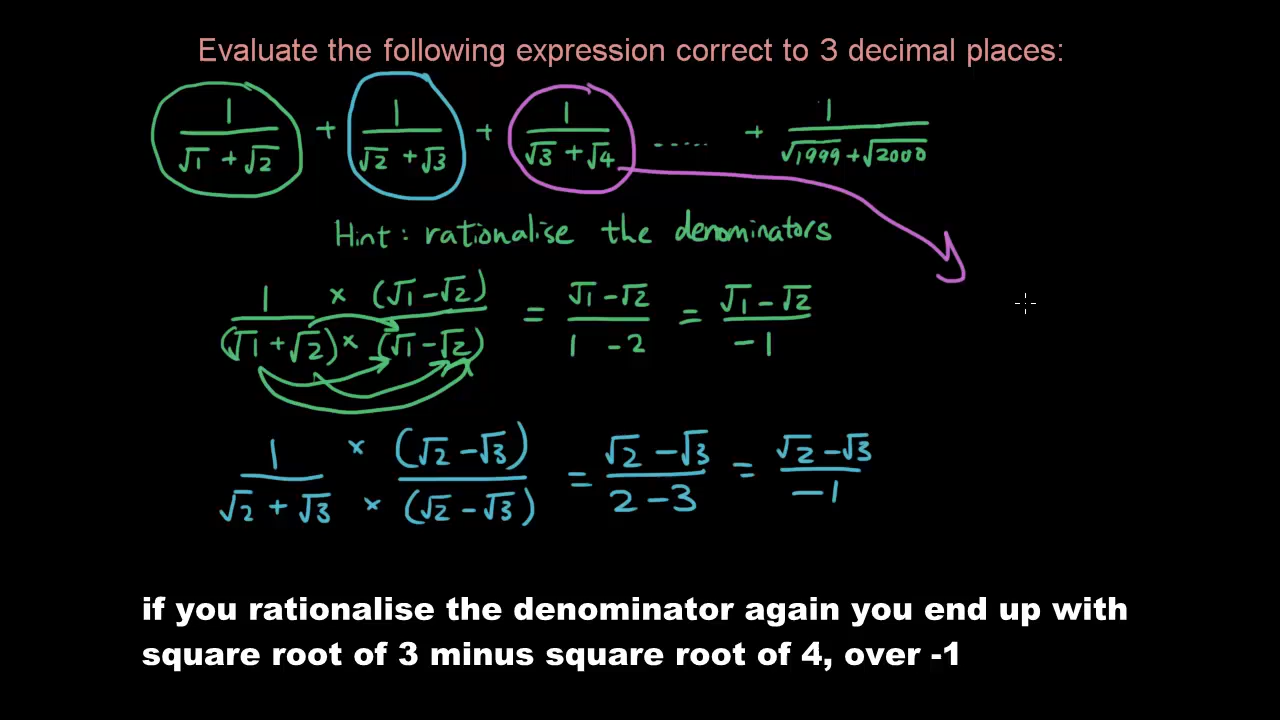 Evaluate the following expression correct to 3 decimal places:
1/(√1 + √2) + 1/(√2 + √3) + 1/(√3 + √4) ..... + 1/(√1999 + √2000)
Hint : rationalise the denominators
1/(√1 + √2) × (√1 − √2)/(√1 − √2) = (√1 − √2)/(1 − 2) = (√1 − √2)/−1
1/(√2 + √3) × (√2 − √3)/(√2 − √3) = (√2 − √3)/(2 − 3) = (√2 − √3)/−1
if you rationalise the denominator again you end up with
square root of 3 minus square root of 4, over -1